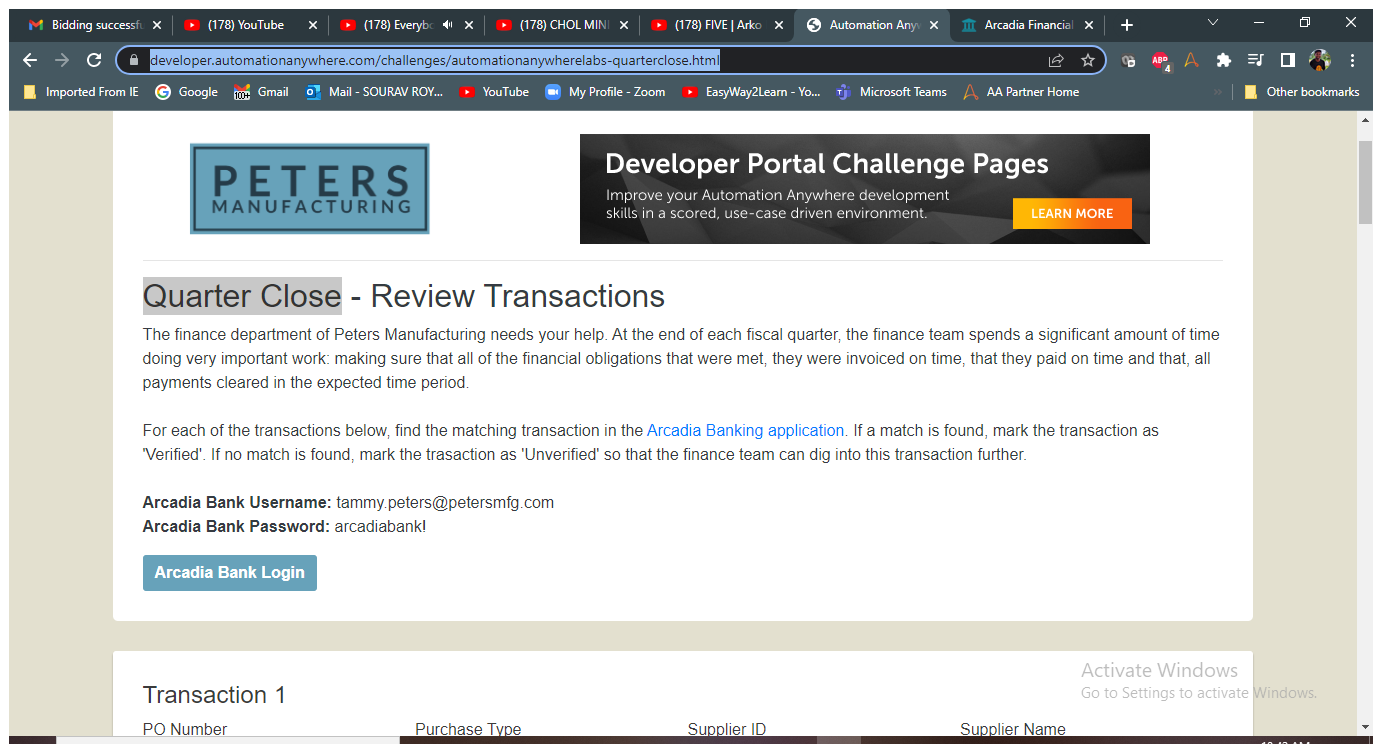 Bidding successfu
(178) YouTube
(178) Everybo
(178) CHOL MINI
(178) FIVE | Arko
Automation Anyw
Arcadia Financial
developer.automationanywhere.com/challenges/automationanywherelabs-quarterclose.html
ABP
4
Imported From IE
Google
100+
Gmail
Mail - SOURAV ROY...
YouTube
My Profile - Zoom
EasyWay2Learn - Yo...
Microsoft Teams
AA Partner Home
»
Other bookmarks
PETERS
MANUFACTURING
Developer Portal Challenge Pages
Improve your Automation Anywhere development
skills in a scored, use-case driven environment.
LEARN MORE
Quarter Close - Review Transactions
The finance department of Peters Manufacturing needs your help. At the end of each fiscal quarter, the finance team spends a significant amount of time
doing very important work: making sure that all of the financial obligations that were met, they were invoiced on time, that they paid on time and that, all
payments cleared in the expected time period.
For each of the transactions below, find the matching transaction in the Arcadia Banking application. If a match is found, mark the transaction as
'Verified'. If no match is found, mark the trasaction as 'Unverified' so that the finance team can dig into this transaction further.
Arcadia Bank Username: tammy.peters@petersmfg.com
Arcadia Bank Password: arcadiabank!
Arcadia Bank Login
Activate Windows
Go to Settings to activate Windows.
Transaction 1
PO Number
Purchase Type
Supplier ID
Supplier Name